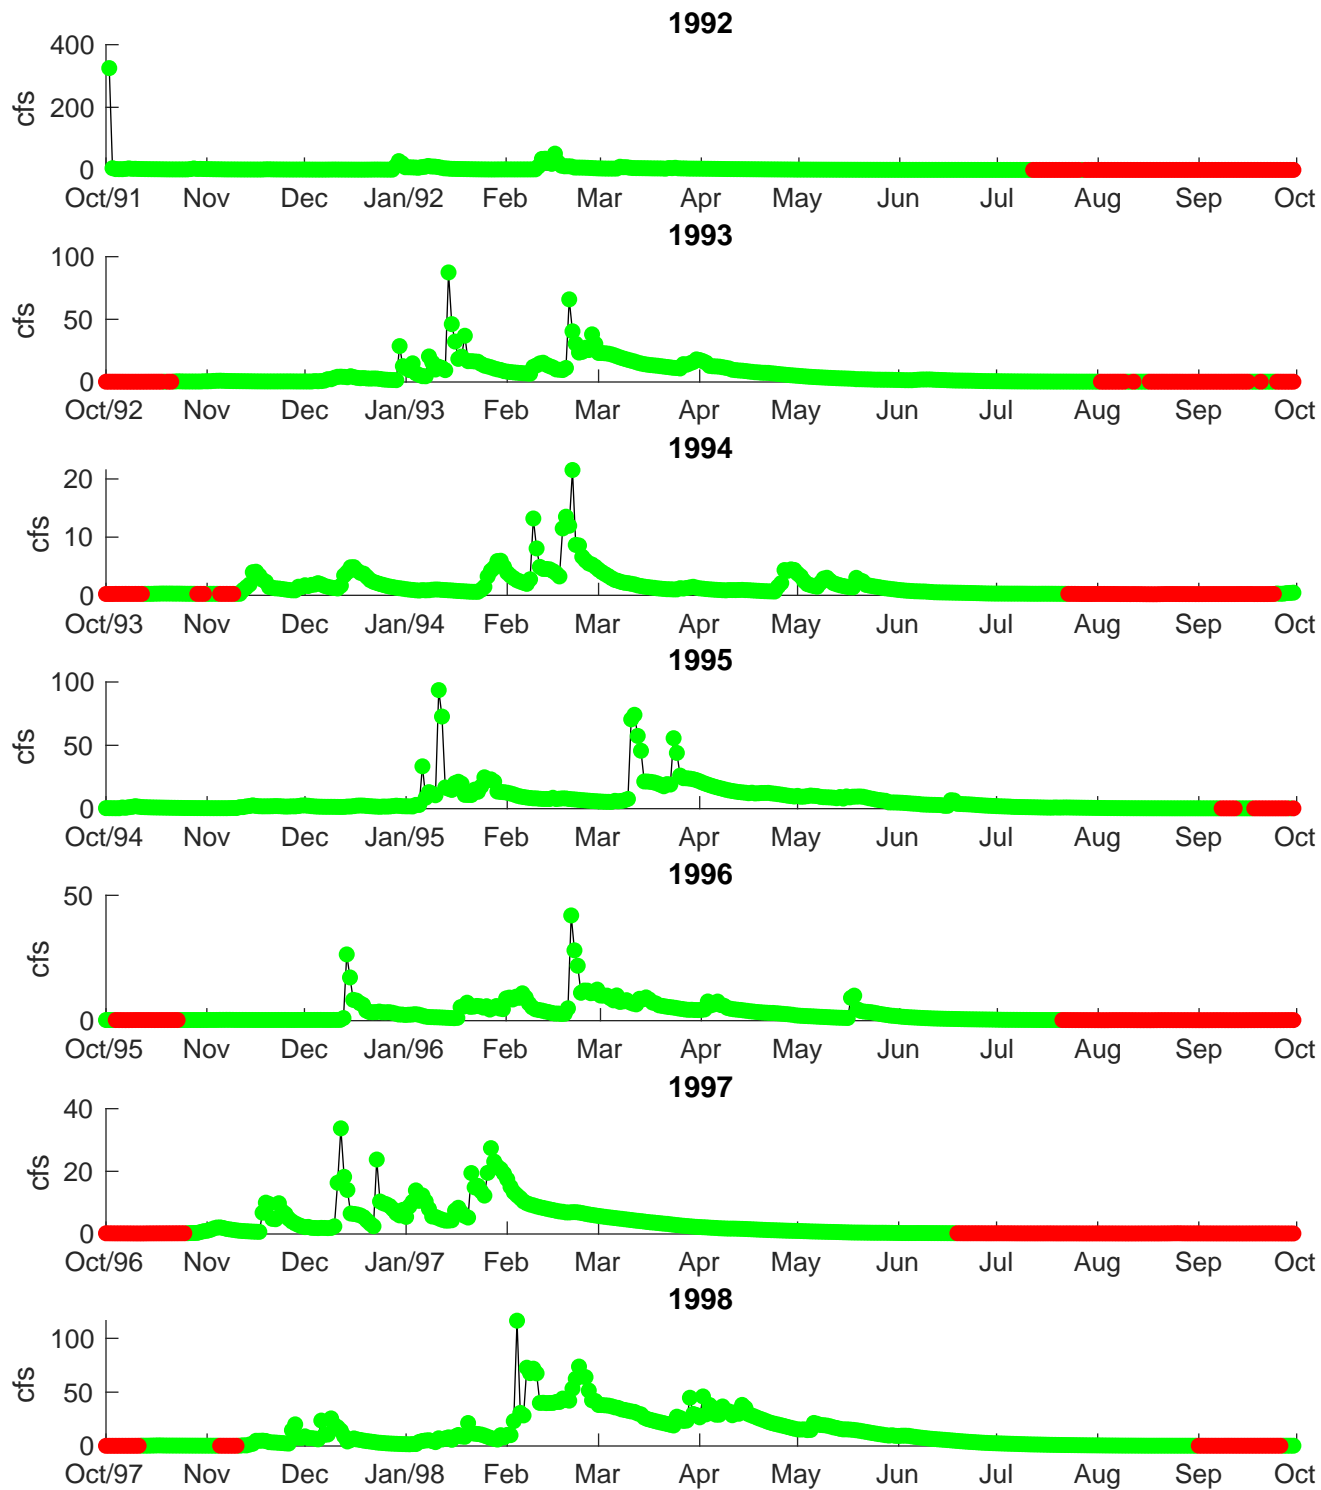 1992
400
200
0
cfs
Oct/91 Nov Dec Jan/92 Feb Mar Apr May Jun Jul Aug Sep Oct
1993
100
50
0
cfs
Oct/92 Nov Dec Jan/93 Feb Mar Apr May Jun Jul Aug Sep Oct
1994
20
10
0
cfs
Oct/93 Nov Dec Jan/94 Feb Mar Apr May Jun Jul Aug Sep Oct
1995
100
50
0
cfs
Oct/94 Nov Dec Jan/95 Feb Mar Apr May Jun Jul Aug Sep Oct
1996
50
0
cfs
Oct/95 Nov Dec Jan/96 Feb Mar Apr May Jun Jul Aug Sep Oct
1997
40
20
0
cfs
Oct/96 Nov Dec Jan/97 Feb Mar Apr May Jun Jul Aug Sep Oct
1998
100
50
0
cfs
Oct/97 Nov Dec Jan/98 Feb Mar Apr May Jun Jul Aug Sep Oct